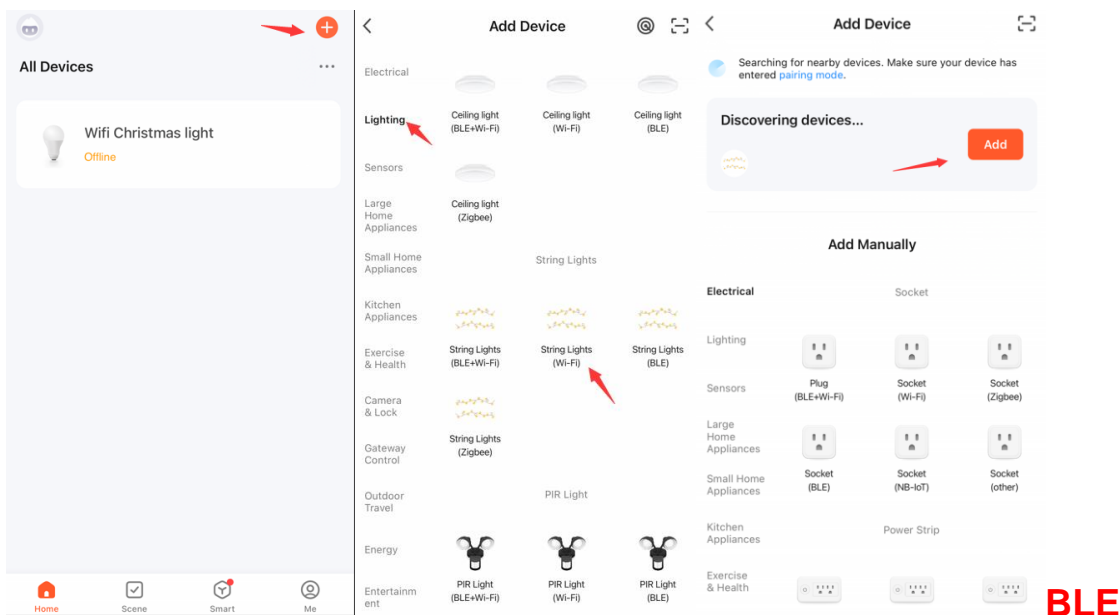 All Devices
Wifi Christmas light
Offline
Home
Scene
Smart
Me
Add Device
Electrical
Lighting
Sensors
Large
Home
Appliances
Small Home
Appliances
Kitchen
Appliances
Exercise
& Health
Camera
& Lock
Gateway
Control
Outdoor
Travel
Energy
Entertainm
ent
Ceiling light
(BLE+Wi-Fi)
Ceiling light
(Wi-Fi)
Ceiling light
(BLE)
Ceiling light
(Zigbee)
String Lights
String Lights
(BLE+Wi-Fi)
String Lights
(Wi-Fi)
String Lights
(BLE)
String Lights
(Zigbee)
PIR Light
PIR Light
(BLE+Wi-Fi)
PIR Light
(Wi-Fi)
PIR Light
(BLE)
Add Device
Searching for nearby devices. Make sure your device has
entered pairing mode.
Discovering devices...
Add
Add Manually
Electrical
Lighting
Sensors
Large
Home
Appliances
Small Home
Appliances
Kitchen
Appliances
Exercise
& Health
Socket
Plug
(BLE+Wi-Fi)
Socket
(Wi-Fi)
Socket
(Zigbee)
Socket
(BLE)
Socket
(NB-IoT)
Socket
(other)
Power Strip
BLE